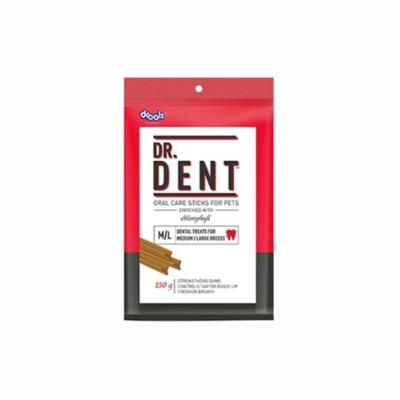 drools
DR.
DENT
ORAL CARE STICKS FOR PETS
ENRICHED WITH
chlorophyll
M/L
DENTAL TREATS FOR
MEDIUM / LARGE BREEDS
150 g
STRENGTHENS GUMS
CONTROLS TARTER BUILD-UP
FRESHEN BREATH